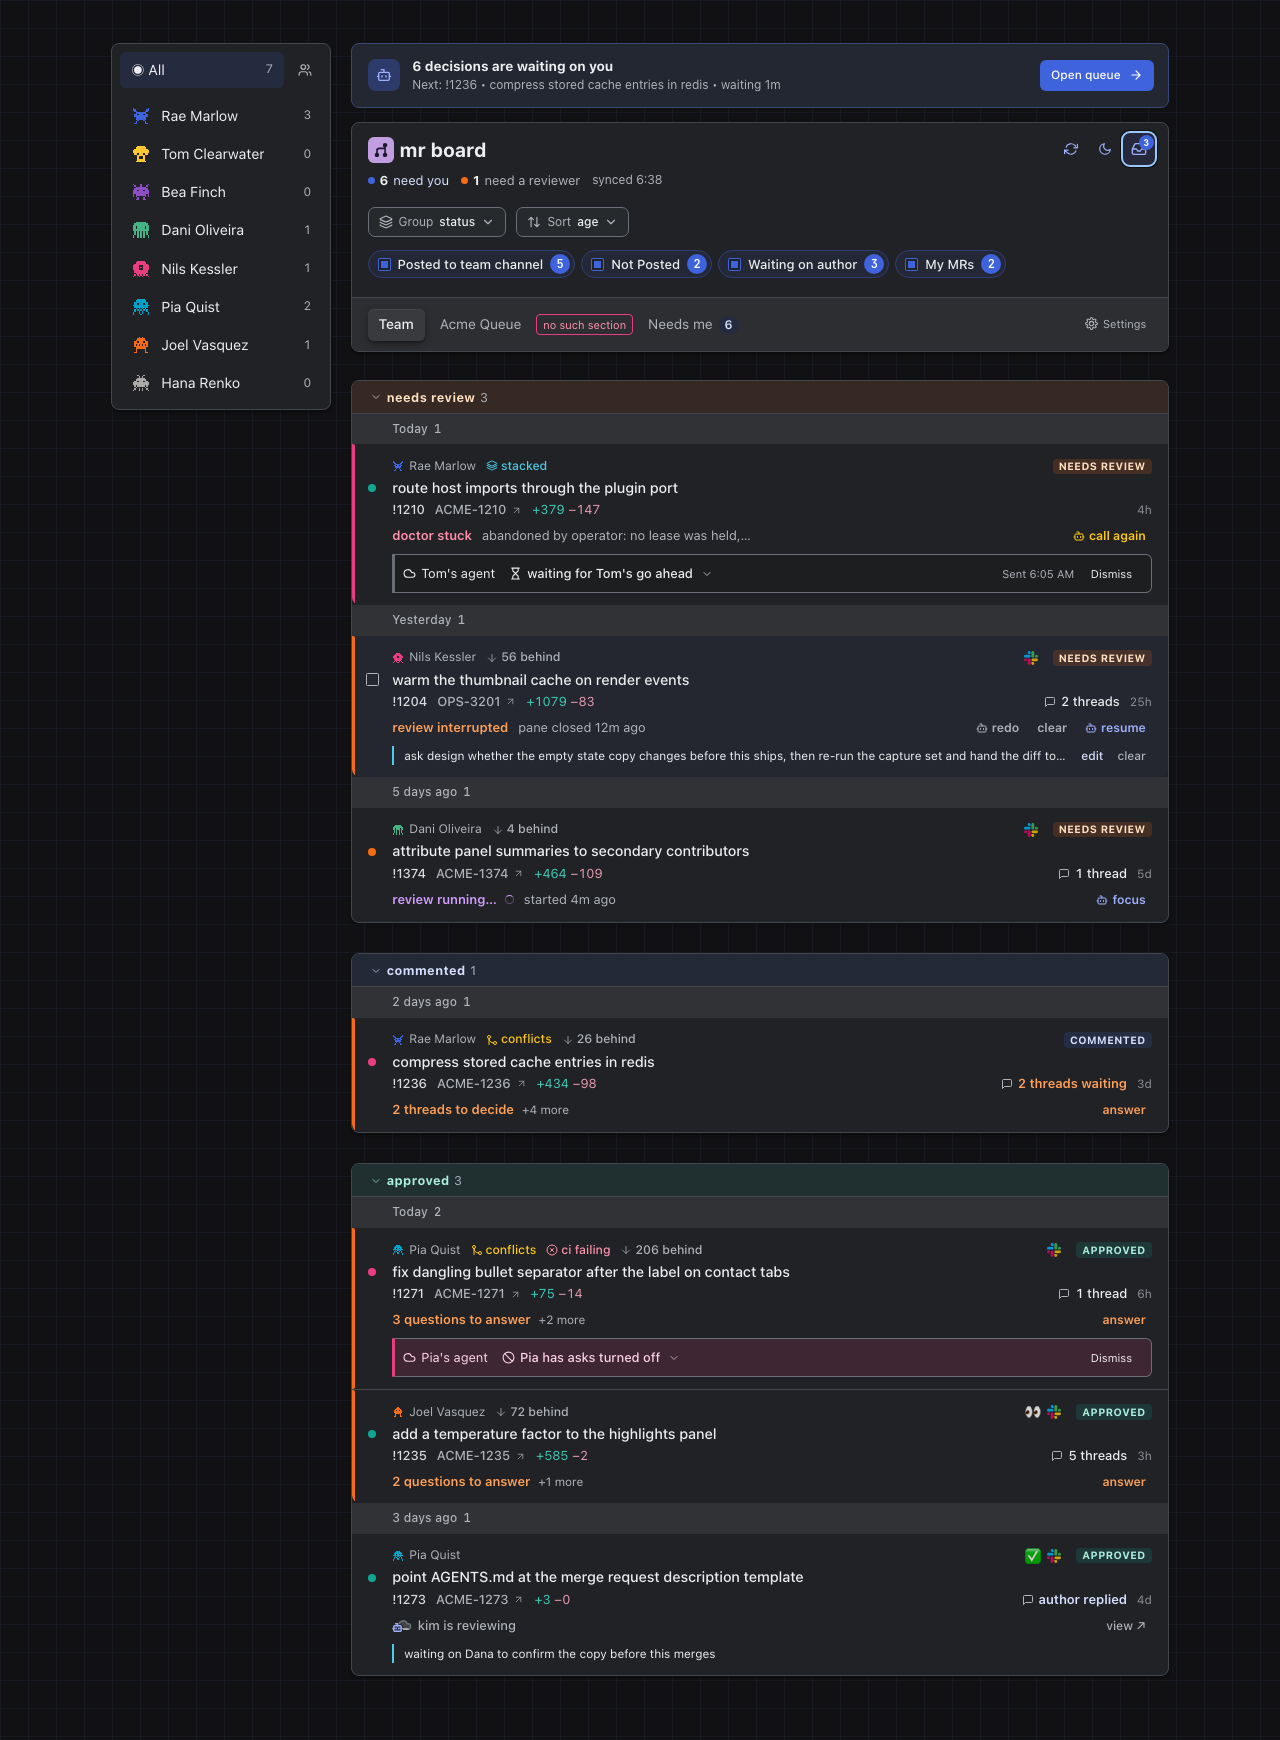 All 7
Rae Marlow 3
Tom Clearwater 0
Bea Finch 0
Dani Oliveira 1
Nils Kessler 1
Pia Quist 2
Joel Vasquez 1
Hana Renko 0
6 decisions are waiting on you
Next: !1236 • compress stored cache entries in redis • waiting 1m
Open queue
mr board
3
6 need you 1 need a reviewer synced 6:38
Group status Sort age
Posted to team channel 5 Not Posted 2 Waiting on author 3 My MRs 2
Team Acme Queue no such section Needs me 6 Settings
needs review 3
Today 1
Rae Marlow stacked NEEDS REVIEW
route host imports through the plugin port
!1210 ACME-1210 ↗ +379 −147 4h
doctor stuck abandoned by operator: no lease was held,... call again
Tom's agent waiting for Tom's go ahead Sent 6:05 AM Dismiss
Yesterday 1
Nils Kessler ↓ 56 behind NEEDS REVIEW
warm the thumbnail cache on render events
!1204 OPS-3201 ↗ +1079 −83 2 threads 25h
review interrupted pane closed 12m ago redo clear resume
ask design whether the empty state copy changes before this ships, then re-run the capture set and hand the diff to... edit clear
5 days ago 1
Dani Oliveira ↓ 4 behind NEEDS REVIEW
attribute panel summaries to secondary contributors
!1374 ACME-1374 ↗ +464 −109 1 thread 5d
review running... started 4m ago focus
commented 1
2 days ago 1
Rae Marlow conflicts ↓ 26 behind COMMENTED
compress stored cache entries in redis
!1236 ACME-1236 ↗ +434 −98 2 threads waiting 3d
2 threads to decide +4 more answer
approved 3
Today 2
Pia Quist conflicts ci failing ↓ 206 behind APPROVED
fix dangling bullet separator after the label on contact tabs
!1271 ACME-1271 ↗ +75 −14 1 thread 6h
3 questions to answer +2 more answer
Pia's agent Pia has asks turned off Dismiss
Joel Vasquez ↓ 72 behind APPROVED
add a temperature factor to the highlights panel
!1235 ACME-1235 ↗ +585 −2 5 threads 3h
2 questions to answer +1 more answer
3 days ago 1
Pia Quist APPROVED
point AGENTS.md at the merge request description template
!1273 ACME-1273 ↗ +3 −0 author replied 4d
kim is reviewing view ↗
waiting on Dana to confirm the copy before this merges